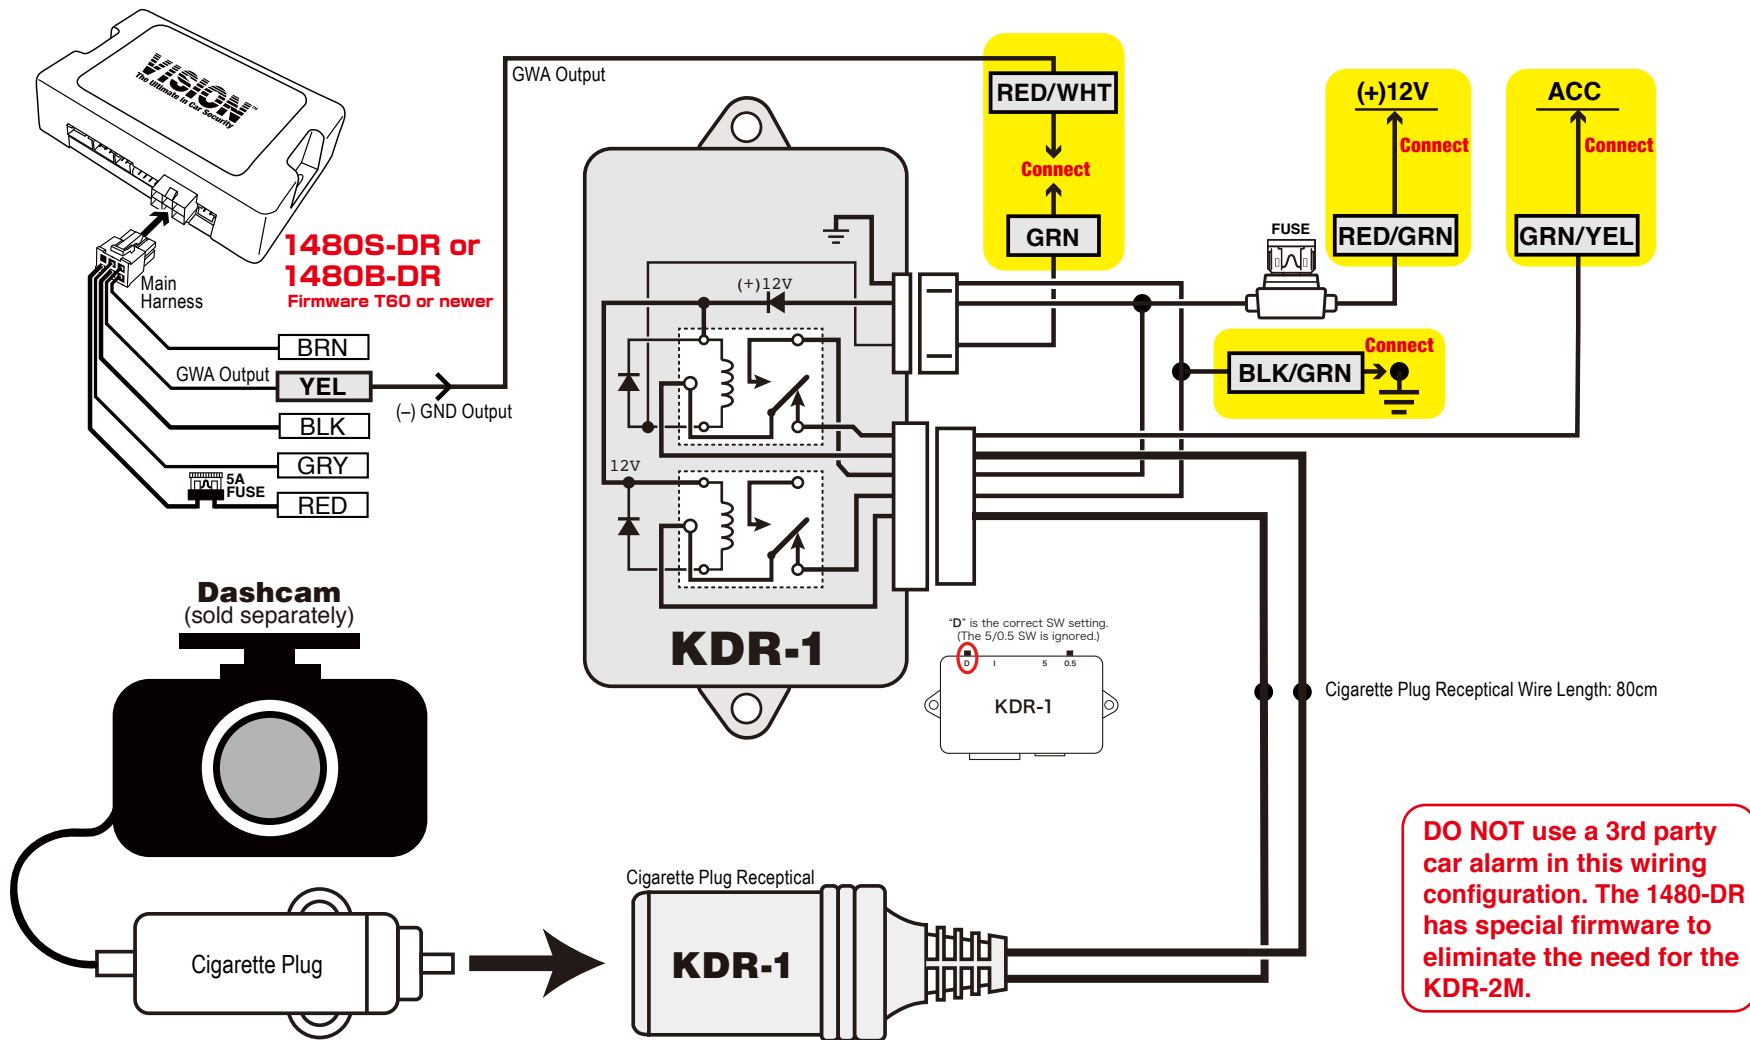 VISION™
The Ultimate in Car Security
GWA Output
RED/WHT
Connect
GRN
(+)12V
Connect
RED/GRN
ACC
Connect
GRN/YEL
FUSE
1480S-DR or
1480B-DR
Firmware T60 or newer
Main
Harness
BRN
GWA Output
YEL
(–) GND Output
BLK
GRY
5A
FUSE
RED
(+)12V
12V
Connect
BLK/GRN
KDR-1
"D" is the correct SW setting.
(The 5/0.5 SW is ignored.)
D I 5 0.5
KDR-1
Cigarette Plug Receptical Wire Length: 80cm
Dashcam
(sold separately)
Cigarette Plug
Cigarette Plug Receptical
KDR-1
DO NOT use a 3rd party
car alarm in this wiring
configuration. The 1480-DR
has special firmware to
eliminate the need for the
KDR-2M.